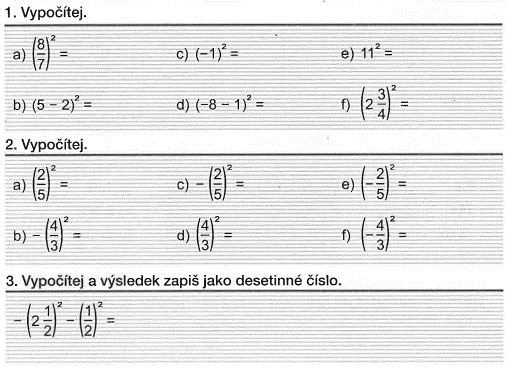 1. Vypočítej.
a) (8/7)² = c) (−1)² = e) 11² =
b) (5 − 2)² = d) (−8 − 1)² = f) (2 3/4)² =
2. Vypočítej.
a) (2/5)² = c) − (2/5)² = e) (−2/5)² =
b) − (4/3)² = d) (4/3)² = f) (−4/3)² =
3. Vypočítej a výsledek zapiš jako desetinné číslo.
− (2 1/2)² − (1/2)² =